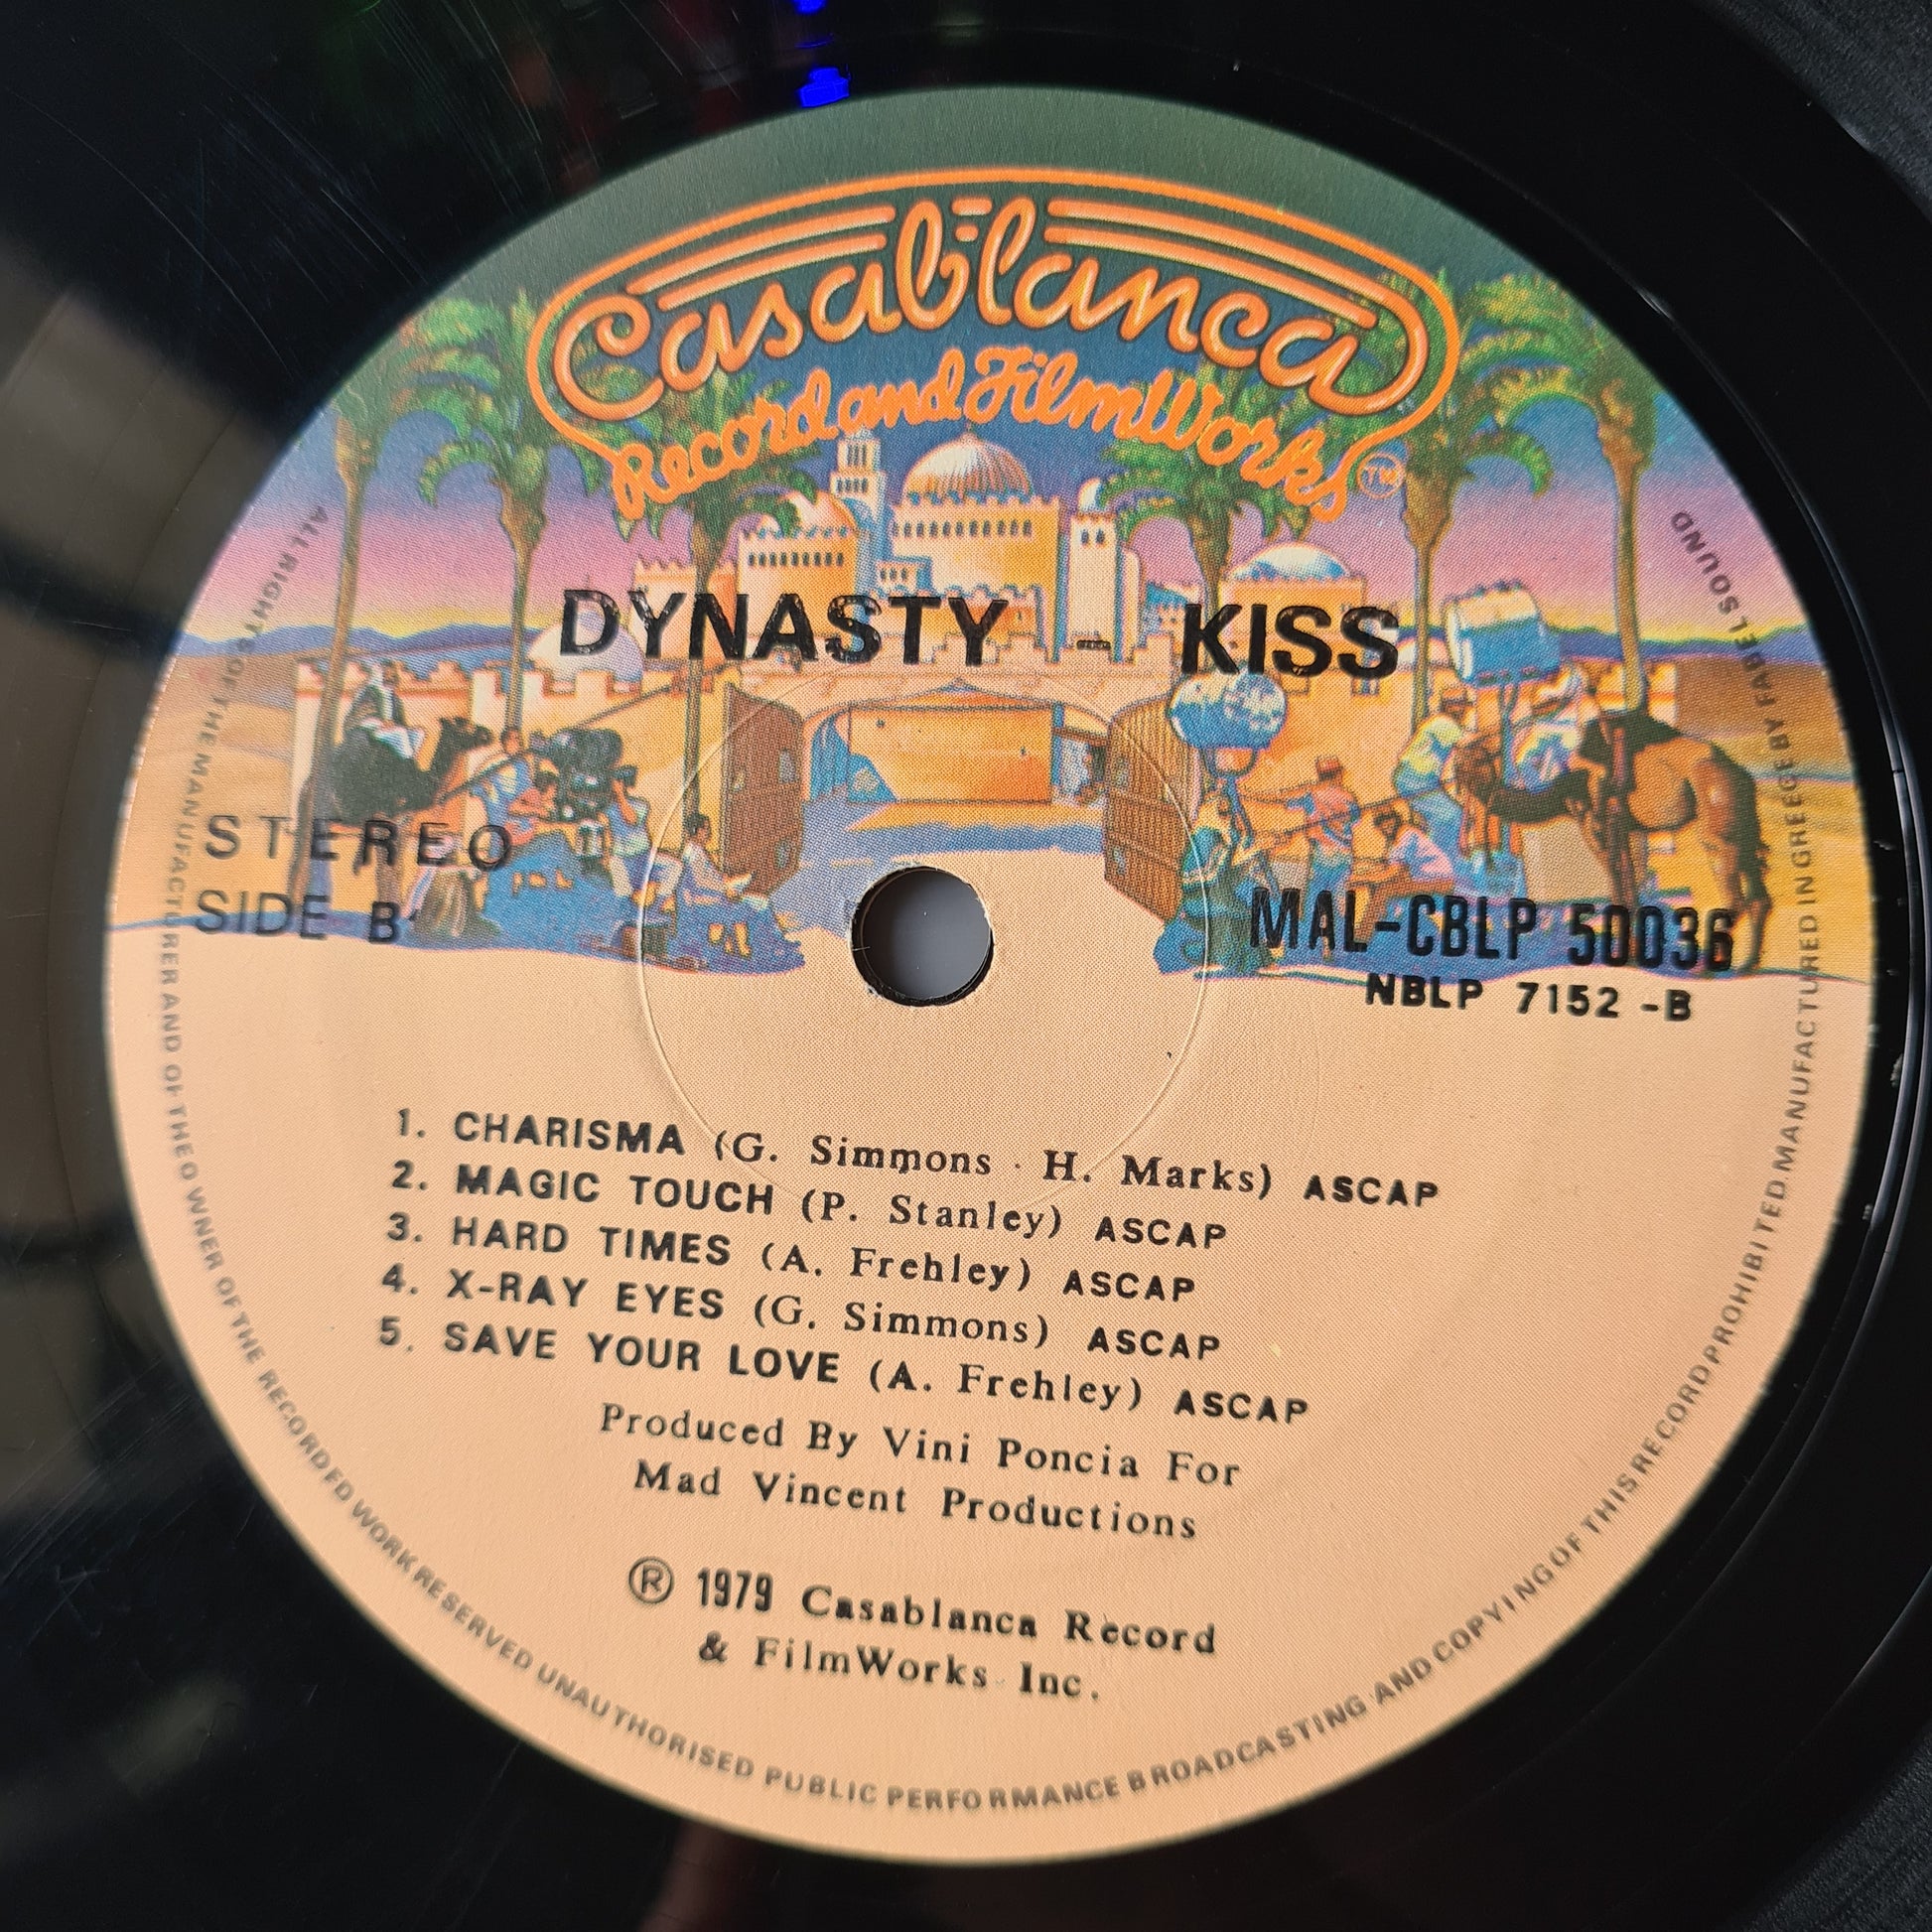 Casablanca
Record and FilmWorks TM
DYNASTY - KISS
STEREO
SIDE B
MAL-CBLP 50036
NBLP 7152 -B
1. CHARISMA (G. Simmons · H. Marks) ASCAP
2. MAGIC TOUCH (P. Stanley) ASCAP
3. HARD TIMES (A. Frehley) ASCAP
4. X-RAY EYES (G. Simmons) ASCAP
5. SAVE YOUR LOVE (A. Frehley) ASCAP
Produced By Vini Poncia For
Mad Vincent Productions
® 1979 Casablanca Record
& FilmWorks Inc.
ALL RIGHTS OF THE MANUFACTURER AND OF THE OWNER OF THE RECORDED WORK RESERVED UNAUTHORISED PUBLIC PERFORMANCE BROADCASTING AND COPYING OF THIS RECORD PROHIBITED. MANUFACTURED IN GREECE BY FABEL SOUND